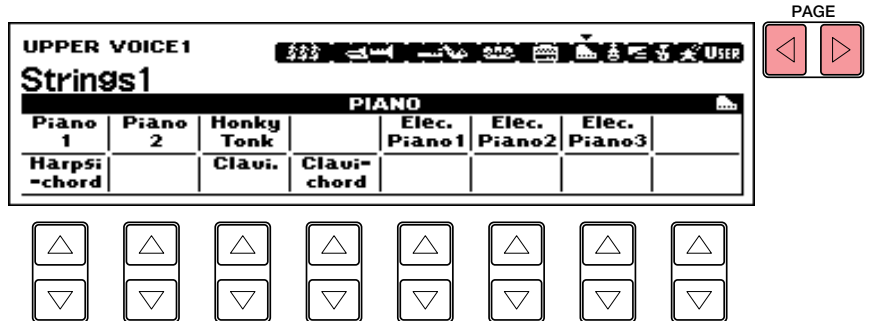 PAGE
UPPER VOICE1
USER
Strings1
PIANO
Piano 1
Piano 2
Honky Tonk
Elec. Piano1
Elec. Piano2
Elec. Piano3
Harpsi -chord
Clavi.
Clavi- chord